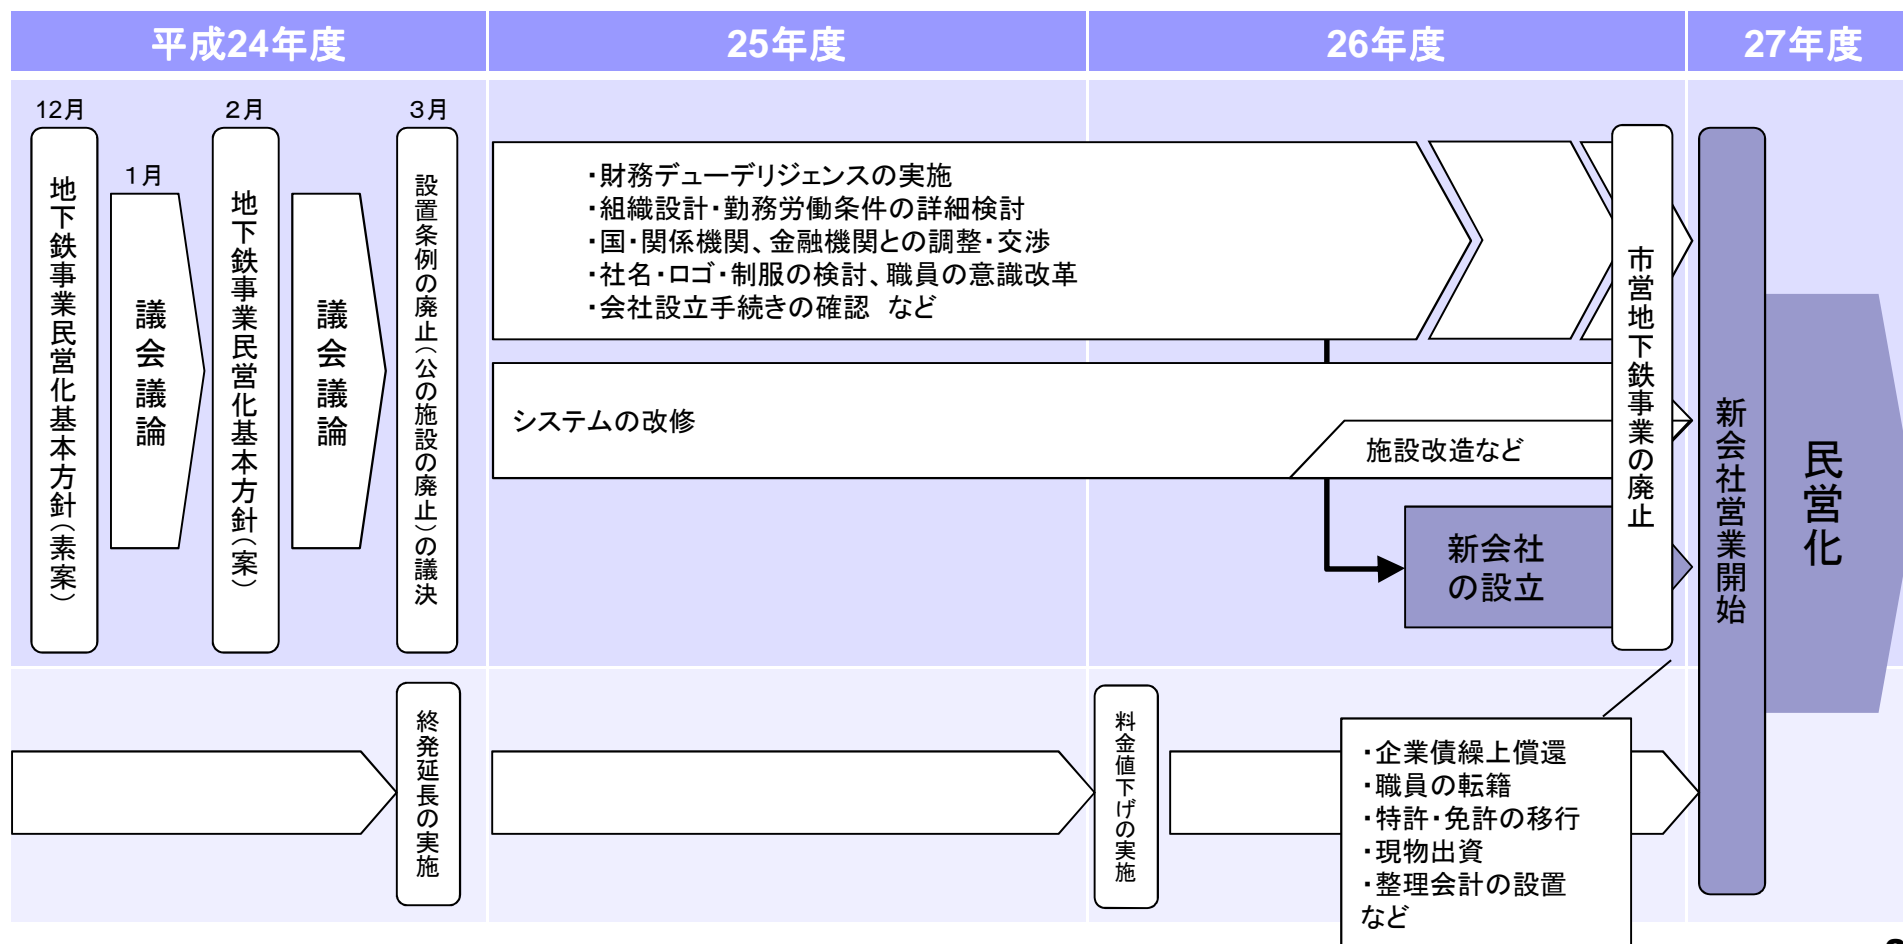 平成24年度
25年度
26年度
27年度
12月
1月
2月
3月
地下鉄事業民営化基本方針(素案)
議会議論
地下鉄事業民営化基本方針(案)
議会議論
設置条例の廃止(公の施設の廃止)の議決
・財務デューデリジェンスの実施
・組織設計・勤務労働条件の詳細検討
・国・関係機関、金融機関との調整・交渉
・社名・ロゴ・制服の検討、職員の意識改革
・会社設立手続きの確認 など
システムの改修
施設改造など
新会社
の設立
市営地下鉄事業の廃止
新会社営業開始
民営化
終発延長の実施
料金値下げの実施
・企業債繰上償還
・職員の転籍
・特許・免許の移行
・現物出資
・整理会計の設置
など